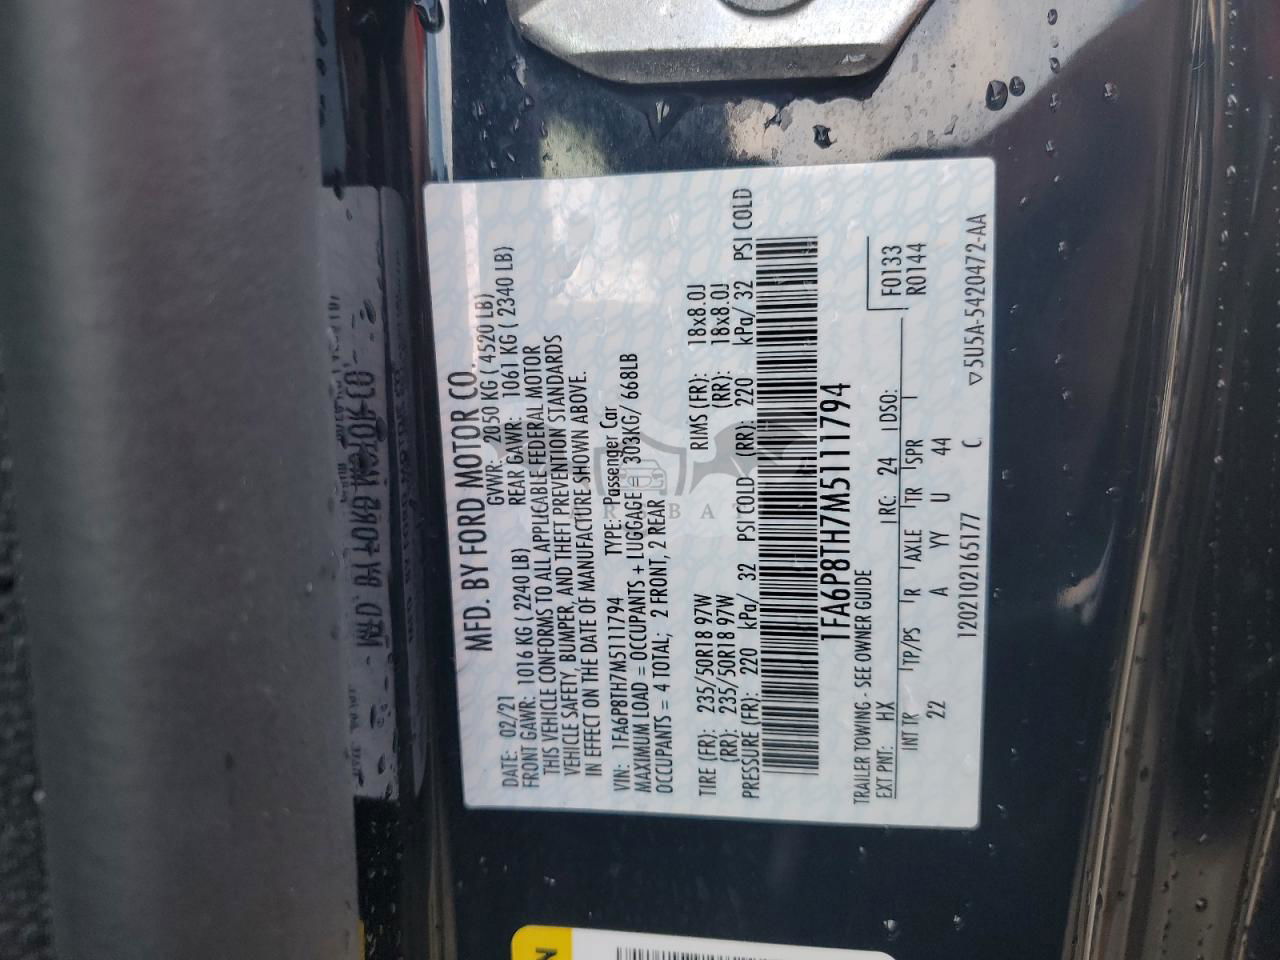 MFD. BY FORD MOTOR CO.
DATE: 02/21 GVWR: 2050 KG ( 4520 LB)
FRONT GAWR: 1016 KG ( 2240 LB) REAR GAWR: 1061 KG ( 2340 LB)
THIS VEHICLE CONFORMS TO ALL APPLICABLE FEDERAL MOTOR
VEHICLE SAFETY, BUMPER, AND THEFT PREVENTION STANDARDS
IN EFFECT ON THE DATE OF MANUFACTURE SHOWN ABOVE.
VIN: 1FA6P8TH7M5111794 TYPE: Passenger Car
MAXIMUM LOAD = OCCUPANTS + LUGGAGE = 303KG/ 668LB
OCCUPANTS = 4 TOTAL; 2 FRONT, 2 REAR
TIRE (FR): 235/50R18 97W RIMS (FR): 18x8.0J
(RR): 235/50R18 97W (RR): 18x8.0J
PRESSURE (FR): 220 kPa/ 32 PSI COLD (RR): 220 kPa/ 32 PSI COLD
1FA6P8TH7M5111794
TRAILER TOWING - SEE OWNER GUIDE
EXT PNT: HX RC: 24 DSO: F0133
INT TR TP/PS R AXLE TR SPR R0144
22 A YY U 44
1202102165177 C ▽5U5A-5420472-AA
N